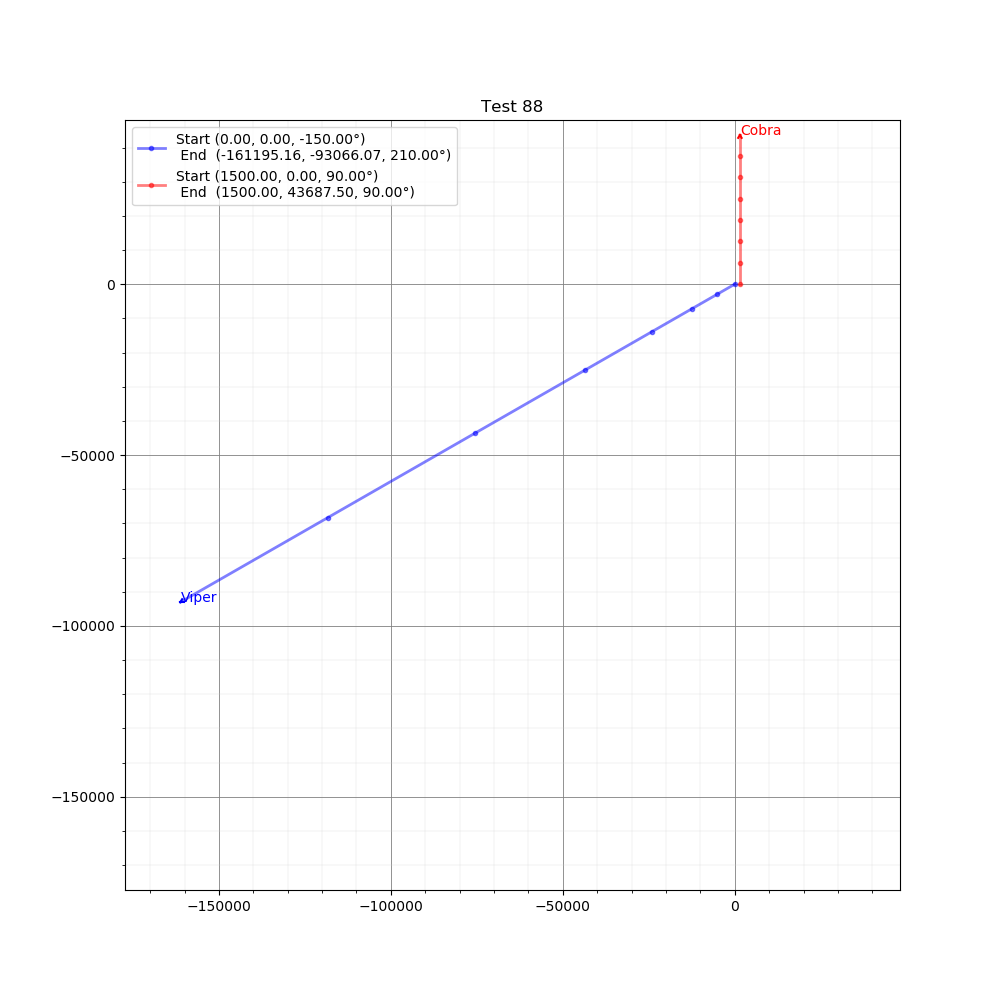 Test 88
Start (0.00, 0.00, -150.00°)
End (-161195.16, -93066.07, 210.00°)
Start (1500.00, 0.00, 90.00°)
End (1500.00, 43687.50, 90.00°)
Cobra
0
−50000
Viper
−100000
−150000
−150000 −100000 −50000 0